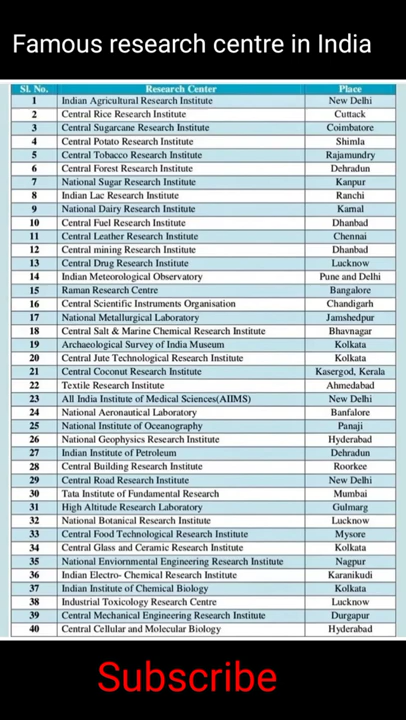 Famous research centre in India
Sl. No. Research Center Place
1 Indian Agricultural Research Institute New Delhi
2 Central Rice Research Institute Cuttack
3 Central Sugarcane Research Institute Coimbatore
4 Central Potato Research Institute Shimla
5 Central Tobacco Research Institute Rajamundry
6 Central Forest Research Institute Dehradun
7 National Sugar Research Institute Kanpur
8 Indian Lac Research Institute Ranchi
9 National Dairy Research Institute Karnal
10 Central Fuel Research Institute Dhanbad
11 Central Leather Research Institute Chennai
12 Central mining Research Institute Dhanbad
13 Central Drug Research Institute Lucknow
14 Indian Meteorological Observatory Pune and Delhi
15 Raman Research Centre Bangalore
16 Central Scientific Instruments Organisation Chandigarh
17 National Metallurgical Laboratory Jamshedpur
18 Central Salt & Marine Chemical Research Institute Bhavnagar
19 Archaeological Survey of India Museum Kolkata
20 Central Jute Technological Research Institute Kolkata
21 Central Coconut Research Institute Kasergod, Kerala
22 Textile Research Institute Ahmedabad
23 All India Institute of Medical Sciences(AIIMS) New Delhi
24 National Aeronautical Laboratory Banfalore
25 National Institute of Oceanography Panaji
26 National Geophysics Research Institute Hyderabad
27 Indian Institute of Petroleum Dehradun
28 Central Building Research Institute Roorkee
29 Central Road Research Institute New Delhi
30 Tata Institute of Fundamental Research Mumbai
31 High Altitude Research Laboratory Gulmarg
32 National Botanical Research Institute Lucknow
33 Central Food Technological Research Institute Mysore
34 Central Glass and Ceramic Research Institute Kolkata
35 National Enviornmental Engineering Research Institute Nagpur
36 Indian Electro- Chemical Research Institute Karanikudi
37 Indian Institute of Chemical Biology Kolkata
38 Industrial Toxicology Research Centre Lucknow
39 Central Mechanical Engineering Research Institute Durgapur
40 Central Cellular and Molecular Biology Hyderabad
Subscribe